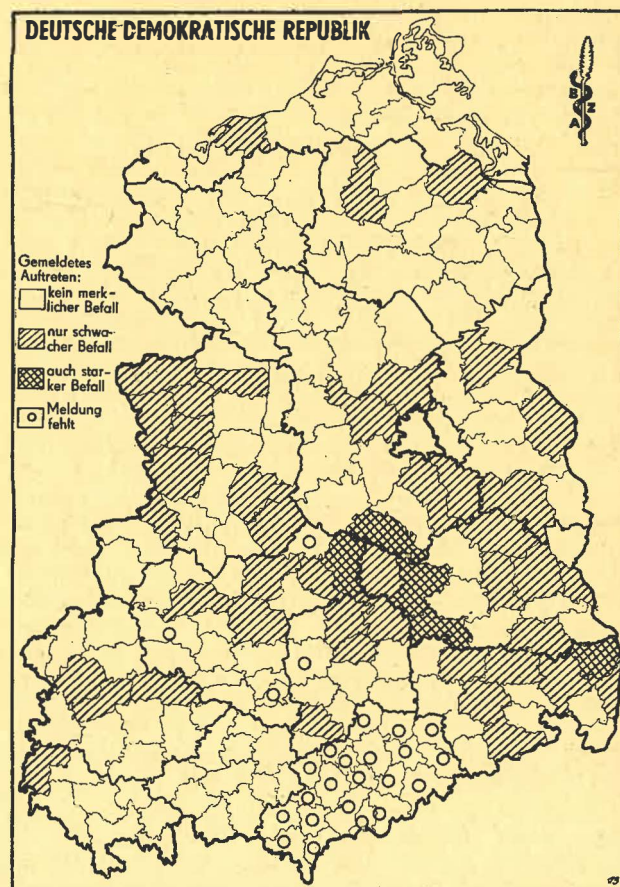 DEUTSCHE DEMOKRATISCHE REPUBLIK
B
Z
A
Gemeldetes
Auftreten:
kein merk-
licher Befall
nur schwa-
cher Befall
auch star-
ker Befall
Meldung
fehlt